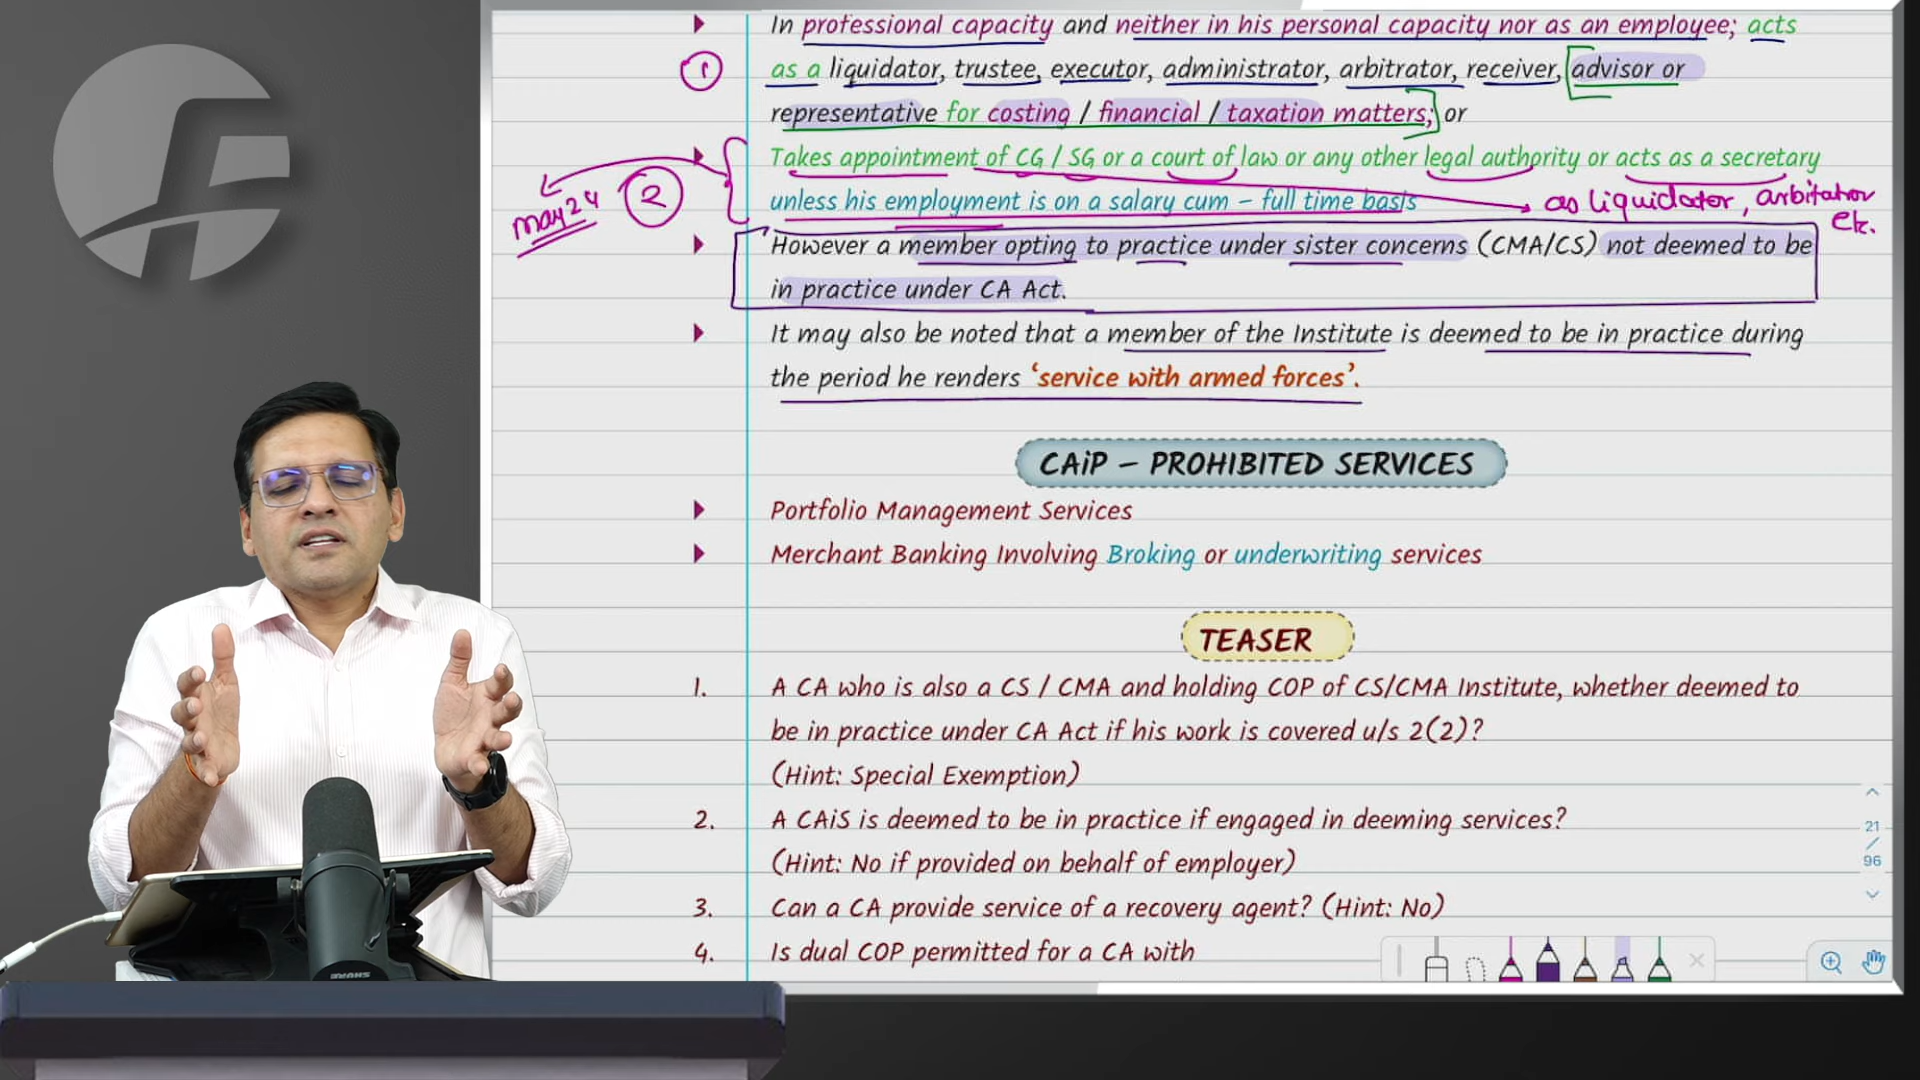 In professional capacity and neither in his personal capacity nor as an employee; acts
1 as a liquidator, trustee, executor, administrator, arbitrator, receiver, advisor or
representative for costing / financial / taxation matters; or
Takes appointment of CG / SG or a court of law or any other legal authority or acts as a secretary
may 24 2 unless his employment is on a salary cum – full time basis as liquidator, arbitrator
etc.
However a member opting to practice under sister concerns (CMA/CS) not deemed to be
in practice under CA Act.
It may also be noted that a member of the Institute is deemed to be in practice during
the period he renders ‘service with armed forces’.
CAiP – PROHIBITED SERVICES
Portfolio Management Services
Merchant Banking Involving Broking or underwriting services
TEASER
1. A CA who is also a CS / CMA and holding COP of CS/CMA Institute, whether deemed to
be in practice under CA Act if his work is covered u/s 2(2)?
(Hint: Special Exemption)
2. A CAiS is deemed to be in practice if engaged in deeming services?
(Hint: No if provided on behalf of employer)
3. Can a CA provide service of a recovery agent? (Hint: No)
4. Is dual COP permitted for a CA with
21
/
96
SHURE